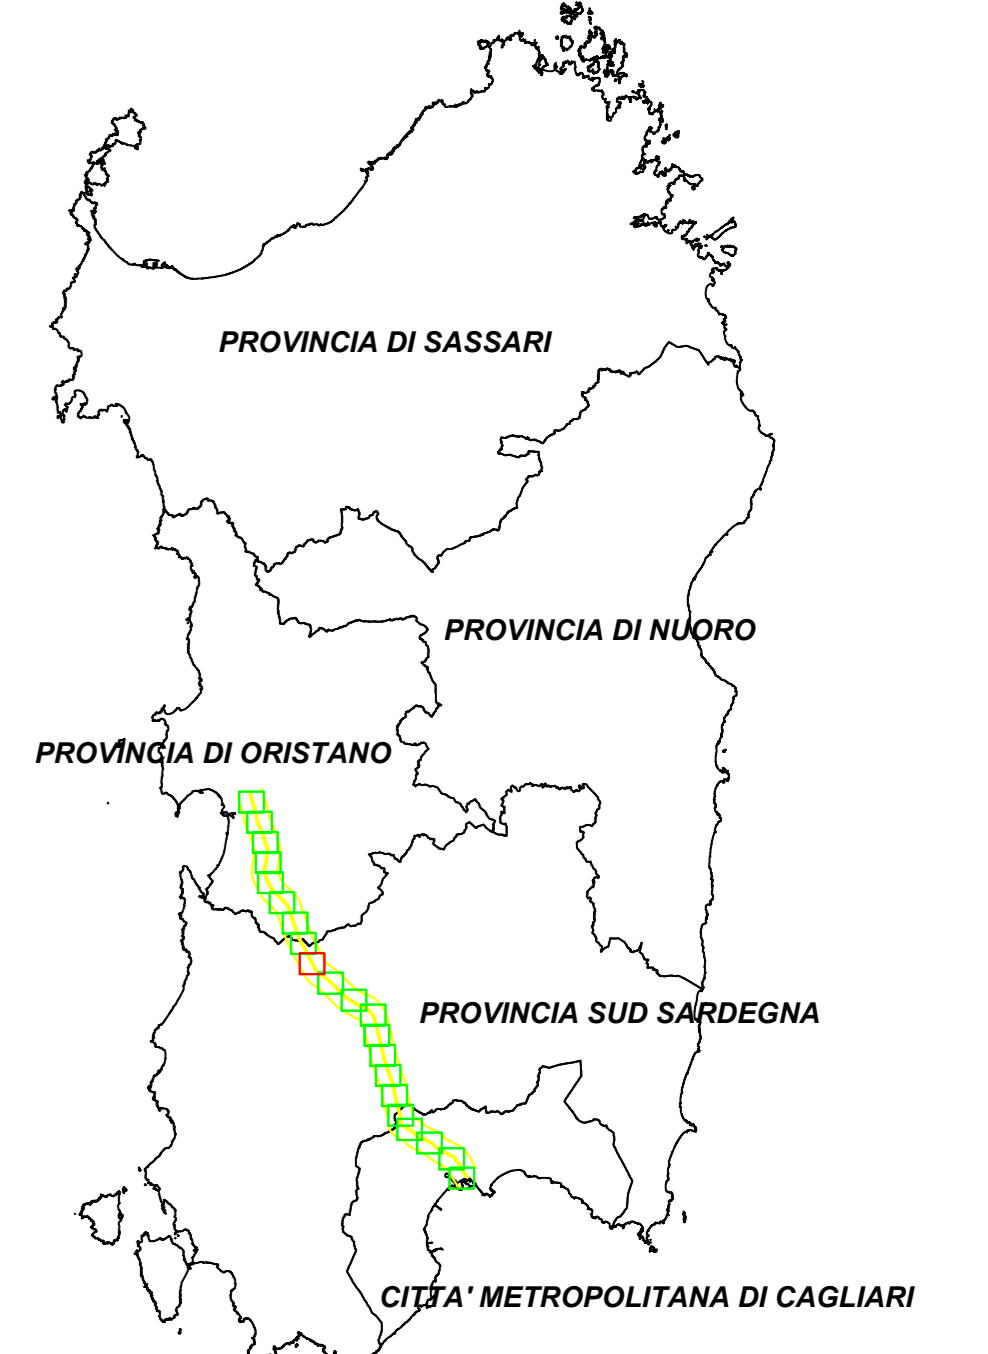 PROVINCIA DI SASSARI
PROVINCIA DI NUORO
PROVINCIA DI ORISTANO
PROVINCIA SUD SARDEGNA
CITTA' METROPOLITANA DI CAGLIARI